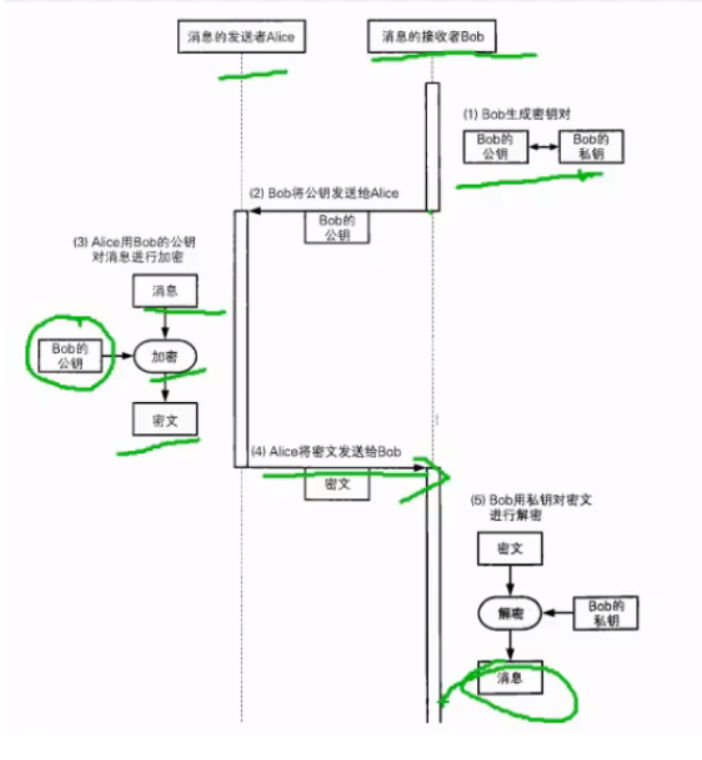 消息的发送者Alice
消息的接收者Bob
(1) Bob生成密钥对
Bob的
公钥
Bob的
私钥
(2) Bob将公钥发送给Alice
Bob的
公钥
(3) Alice用Bob的公钥
对消息进行加密
消息
Bob的
公钥
加密
密文
(4) Alice将密文发送给Bob
密文
(5) Bob用私钥对密文
进行解密
密文
解密
Bob的
私钥
消息